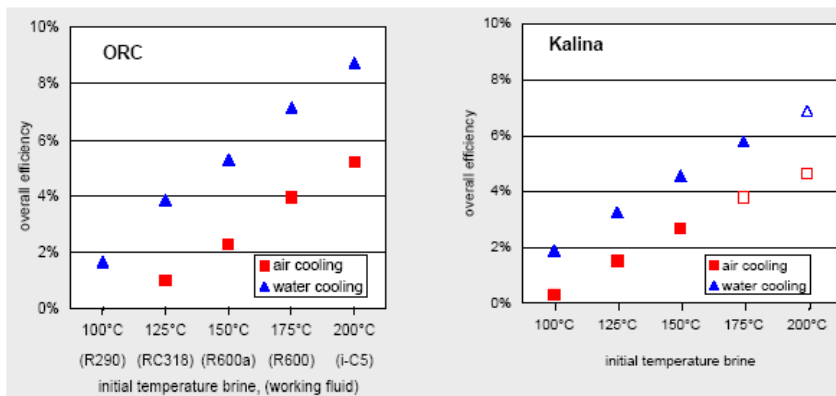 ORC
10%
8%
6%
4%
2%
0%
overall efficiency
air cooling
water cooling
100°C 125°C 150°C 175°C 200°C
(R290) (RC318) (R600a) (R600) (i-C5)
initial temperature brine, (working fluid)
Kalina
10%
8%
6%
4%
2%
0%
overall efficiency
air cooling
water cooling
100°C 125°C 150°C 175°C 200°C
initial temperature brine